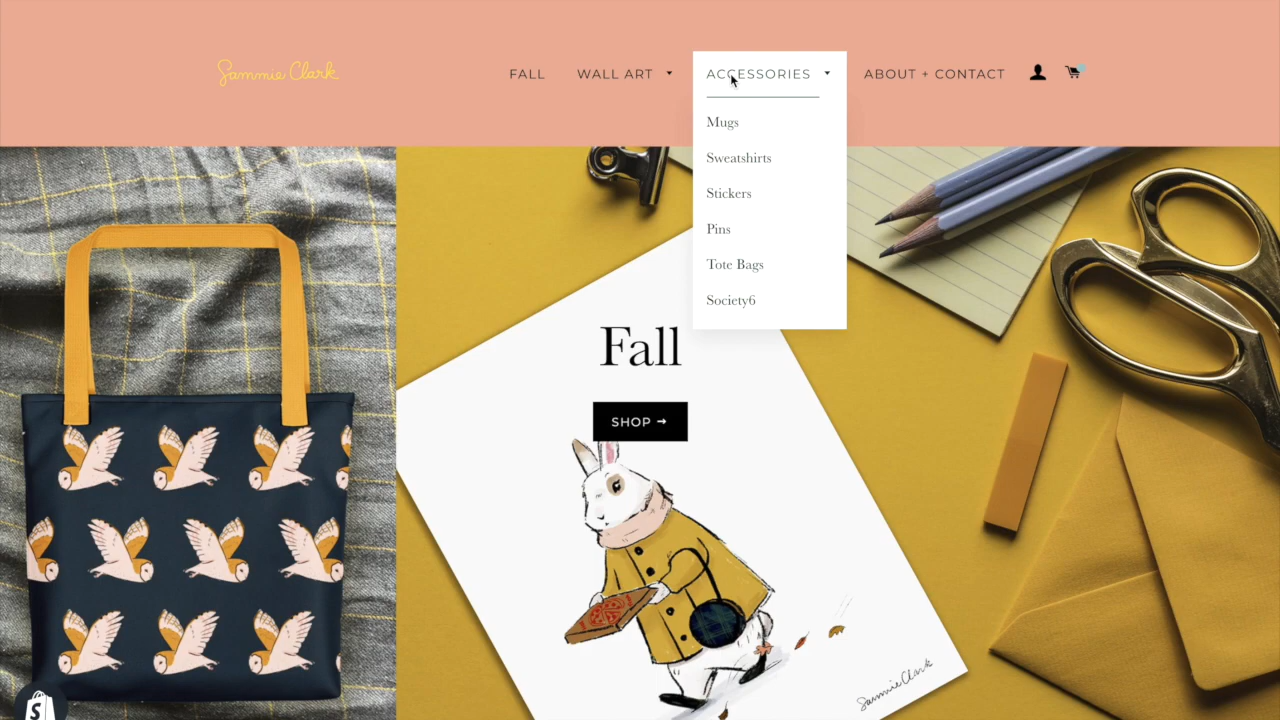 Sammie Clark
FALL
WALL ART
ACCESSORIES
ABOUT + CONTACT
Mugs
Sweatshirts
Stickers
Pins
Tote Bags
Society6
Fall
SHOP →
Sammie Clark
S